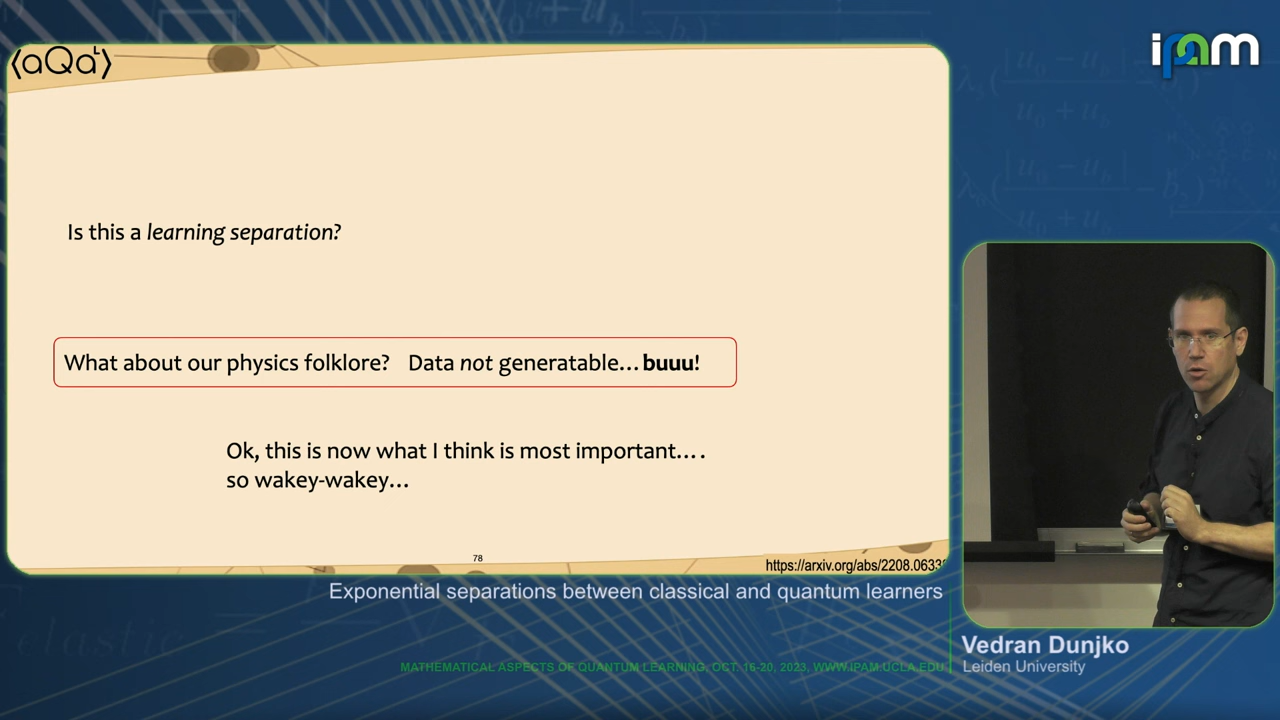 ⟨aQaL⟩
ipam
Is this a learning separation?
What about our physics folklore? Data not generatable... buuu!
Ok, this is now what I think is most important....
so wakey-wakey...
78
https://arxiv.org/abs/2208.0633
Exponential separations between classical and quantum learners
Vedran Dunjko
Leiden University
MATHEMATICAL ASPECTS OF QUANTUM LEARNING, OCT. 16-20, 2023, WWW.IPAM.UCLA.EDU
elastic